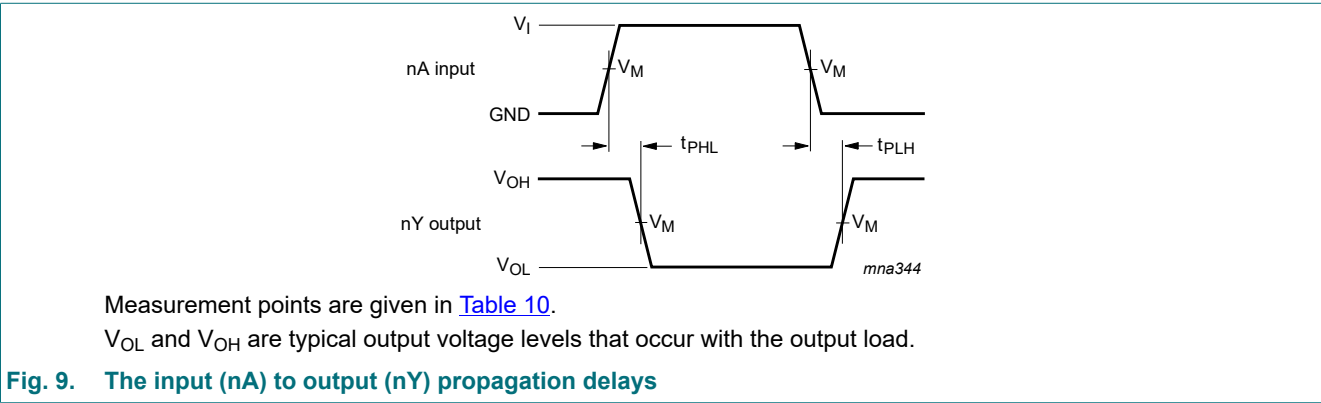 V_I
nA input
V_M
V_M
GND
t_PHL
t_PLH
V_OH
nY output
V_M
V_M
V_OL
mna344
Measurement points are given in Table 10.
V_OL and V_OH are typical output voltage levels that occur with the output load.
Fig. 9. The input (nA) to output (nY) propagation delays